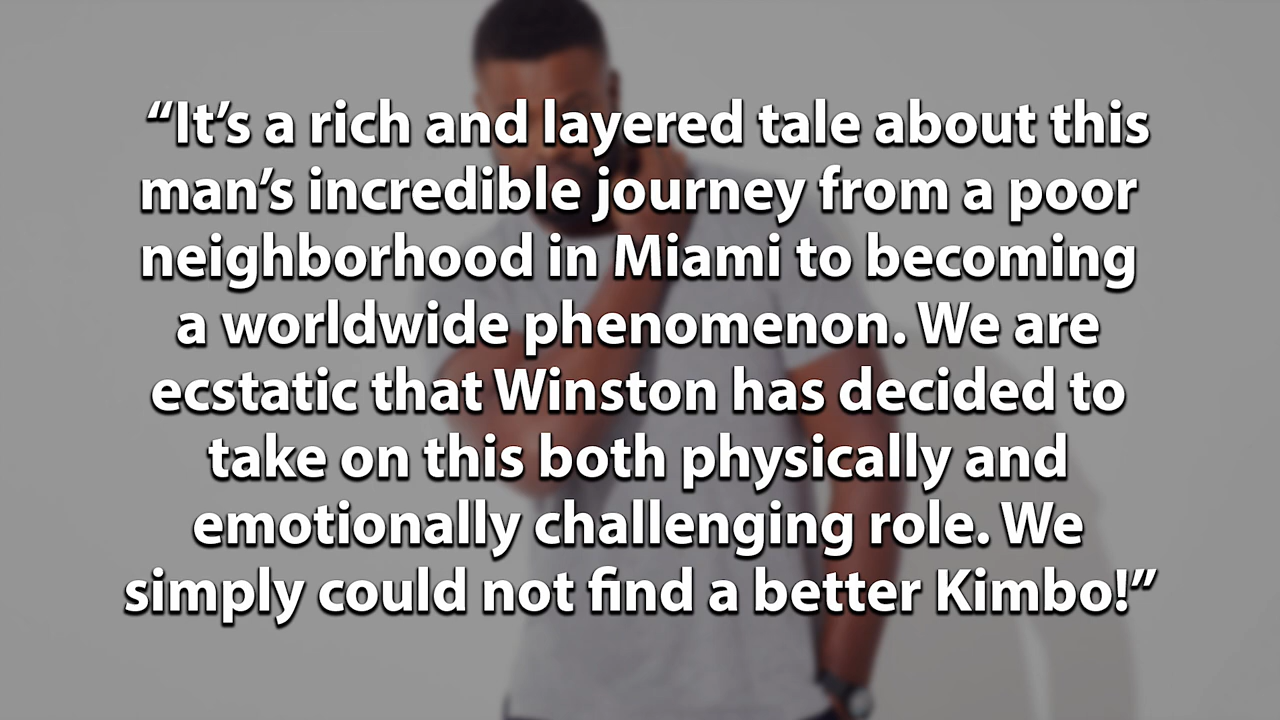 “It’s a rich and layered tale about this
man’s incredible journey from a poor
neighborhood in Miami to becoming
a worldwide phenomenon. We are
ecstatic that Winston has decided to
take on this both physically and
emotionally challenging role. We
simply could not find a better Kimbo!”